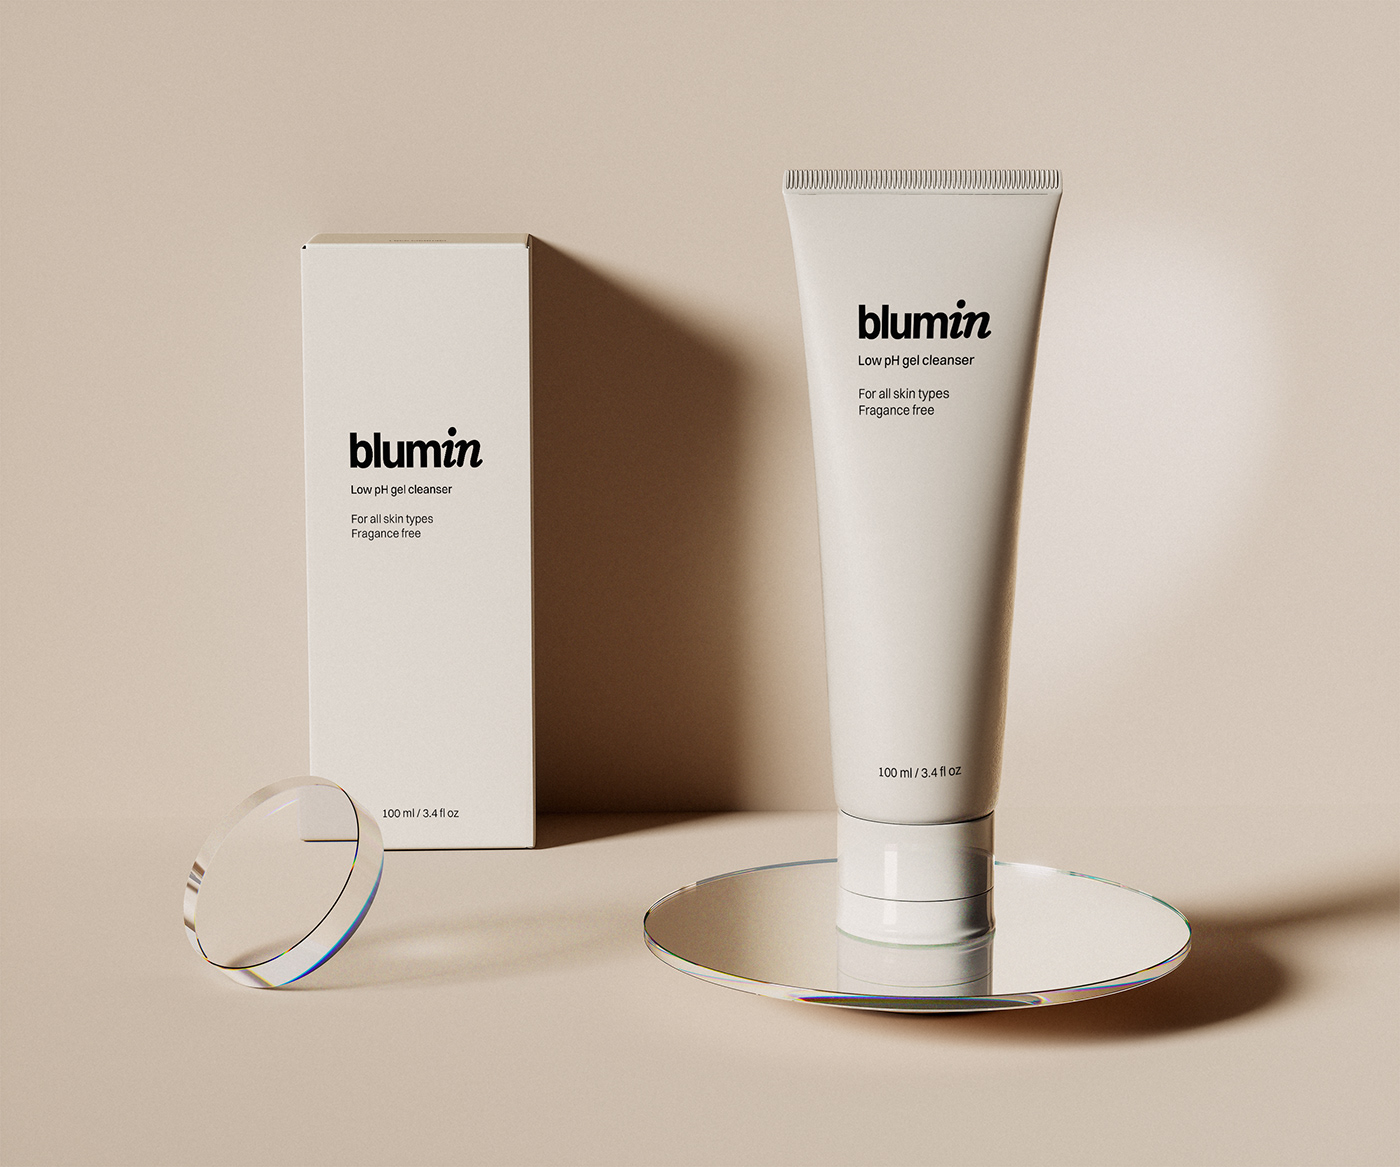 blumin
Low pH gel cleanser
For all skin types
Fragance free
100 ml / 3.4 fl oz
blumin
Low pH gel cleanser
For all skin types
Fragance free
100 ml / 3.4 fl oz